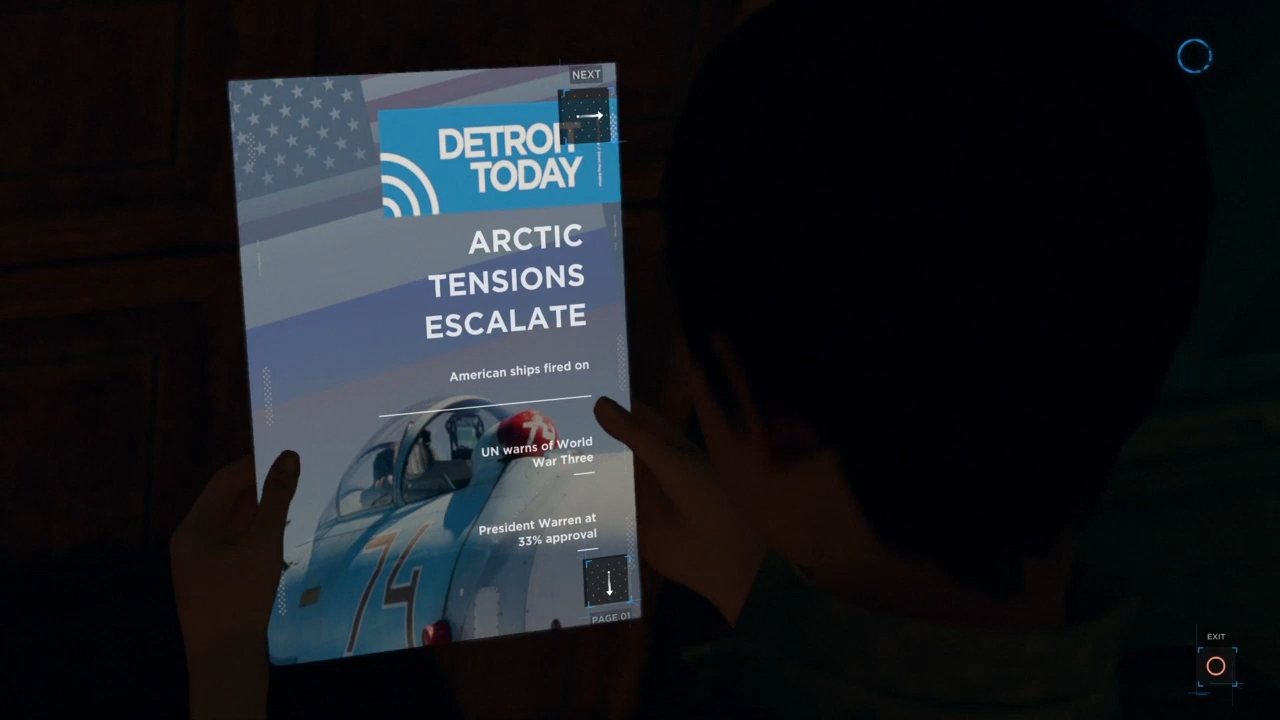 NEXT
DETROIT
TODAY
ARCTIC
TENSIONS
ESCALATE
American ships fired on
UN warns of World
War Three
President Warren at
33% approval
PAGE 01
74
74
EXIT